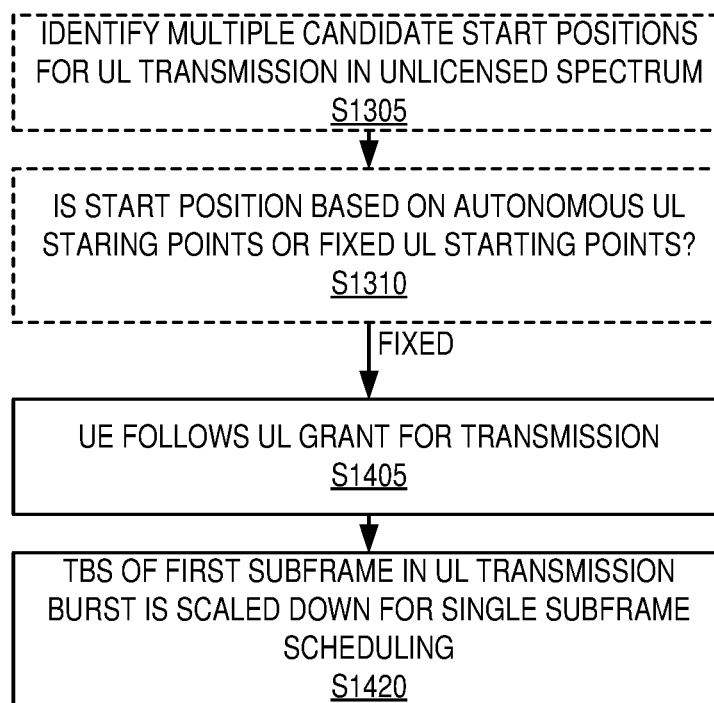 IDENTIFY MULTIPLE CANDIDATE START POSITIONS
FOR UL TRANSMISSION IN UNLICENSED SPECTRUM
S1305
IS START POSITION BASED ON AUTONOMOUS UL
STARING POINTS OR FIXED UL STARTING POINTS?
S1310
FIXED
UE FOLLOWS UL GRANT FOR TRANSMISSION
S1405
TBS OF FIRST SUBFRAME IN UL TRANSMISSION
BURST IS SCALED DOWN FOR SINGLE SUBFRAME
SCHEDULING
S1420